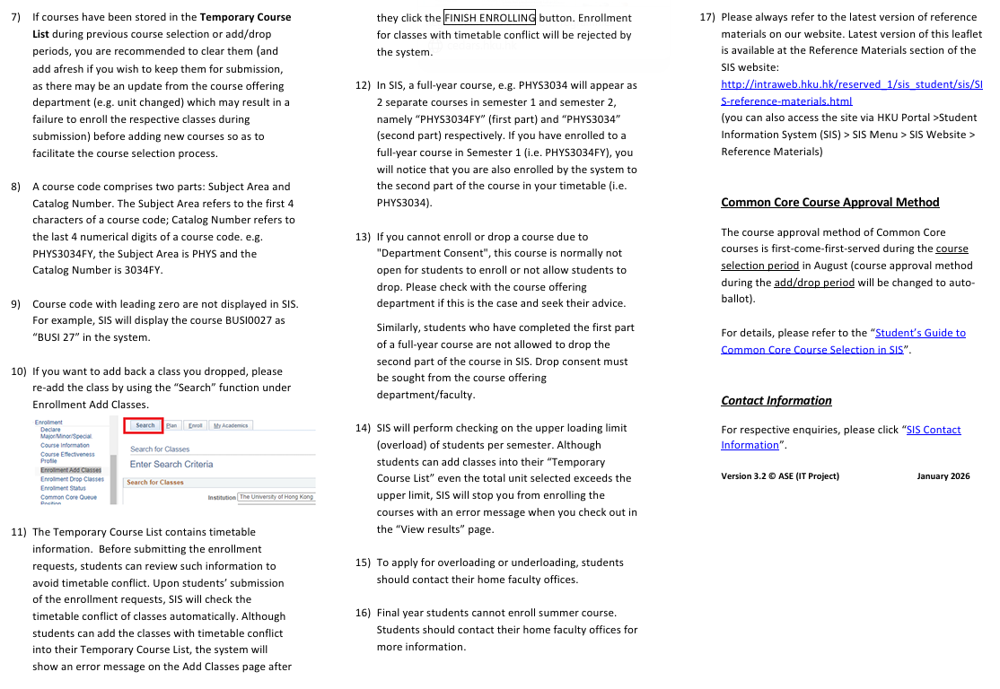 7) If courses have been stored in the Temporary Course
List during previous course selection or add/drop
periods, you are recommended to clear them (and
add afresh if you wish to keep them for submission,
as there may be an update from the course offering
department (e.g. unit changed) which may result in a
failure to enroll the respective classes during
submission) before adding new courses so as to
facilitate the course selection process.
8) A course code comprises two parts: Subject Area and
Catalog Number. The Subject Area refers to the first 4
characters of a course code; Catalog Number refers to
the last 4 numerical digits of a course code. e.g.
PHYS3034FY, the Subject Area is PHYS and the
Catalog Number is 3034FY.
9) Course code with leading zero are not displayed in SIS.
For example, SIS will display the course BUSI0027 as
“BUSI 27” in the system.
10) If you want to add back a class you dropped, please
re-add the class by using the “Search” function under
Enrollment Add Classes.
Enrollment
Declare
Major/Minor/Special.
Course Information
Course Effectiveness
Profile
Enrollment Add Classes
Enrollment Drop Classes
Enrollment Status
Common Core Queue
Position
Search Plan Enroll My Academics
Search for Classes
Enter Search Criteria
Search for Classes
Institution The University of Hong Kong
11) The Temporary Course List contains timetable
information. Before submitting the enrollment
requests, students can review such information to
avoid timetable conflict. Upon students’ submission
of the enrollment requests, SIS will check the
timetable conflict of classes automatically. Although
students can add the classes with timetable conflict
into their Temporary Course List, the system will
show an error message on the Add Classes page after
they click the FINISH ENROLLING button. Enrollment
for classes with timetable conflict will be rejected by
the system.
12) In SIS, a full-year course, e.g. PHYS3034 will appear as
2 separate courses in semester 1 and semester 2,
namely “PHYS3034FY” (first part) and “PHYS3034”
(second part) respectively. If you have enrolled to a
full-year course in Semester 1 (i.e. PHYS3034FY), you
will notice that you are also enrolled by the system to
the second part of the course in your timetable (i.e.
PHYS3034).
13) If you cannot enroll or drop a course due to
"Department Consent", this course is normally not
open for students to enroll or not allow students to
drop. Please check with the course offering
department if this is the case and seek their advice.
Similarly, students who have completed the first part
of a full-year course are not allowed to drop the
second part of the course in SIS. Drop consent must
be sought from the course offering
department/faculty.
14) SIS will perform checking on the upper loading limit
(overload) of students per semester. Although
students can add classes into their “Temporary
Course List” even the total unit selected exceeds the
upper limit, SIS will stop you from enrolling the
courses with an error message when you check out in
the “View results” page.
15) To apply for overloading or underloading, students
should contact their home faculty offices.
16) Final year students cannot enroll summer course.
Students should contact their home faculty offices for
more information.
17) Please always refer to the latest version of reference
materials on our website. Latest version of this leaflet
is available at the Reference Materials section of the
SIS website:
http://intraweb.hku.hk/reserved_1/sis_student/sis/SI
S-reference-materials.html
(you can also access the site via HKU Portal >Student
Information System (SIS) > SIS Menu > SIS Website >
Reference Materials)
Common Core Course Approval Method
The course approval method of Common Core
courses is first-come-first-served during the course
selection period in August (course approval method
during the add/drop period will be changed to auto-
ballot).
For details, please refer to the “Student’s Guide to
Common Core Course Selection in SIS”.
Contact Information
For respective enquiries, please click “SIS Contact
Information”.
Version 3.2 © ASE (IT Project) January 2026